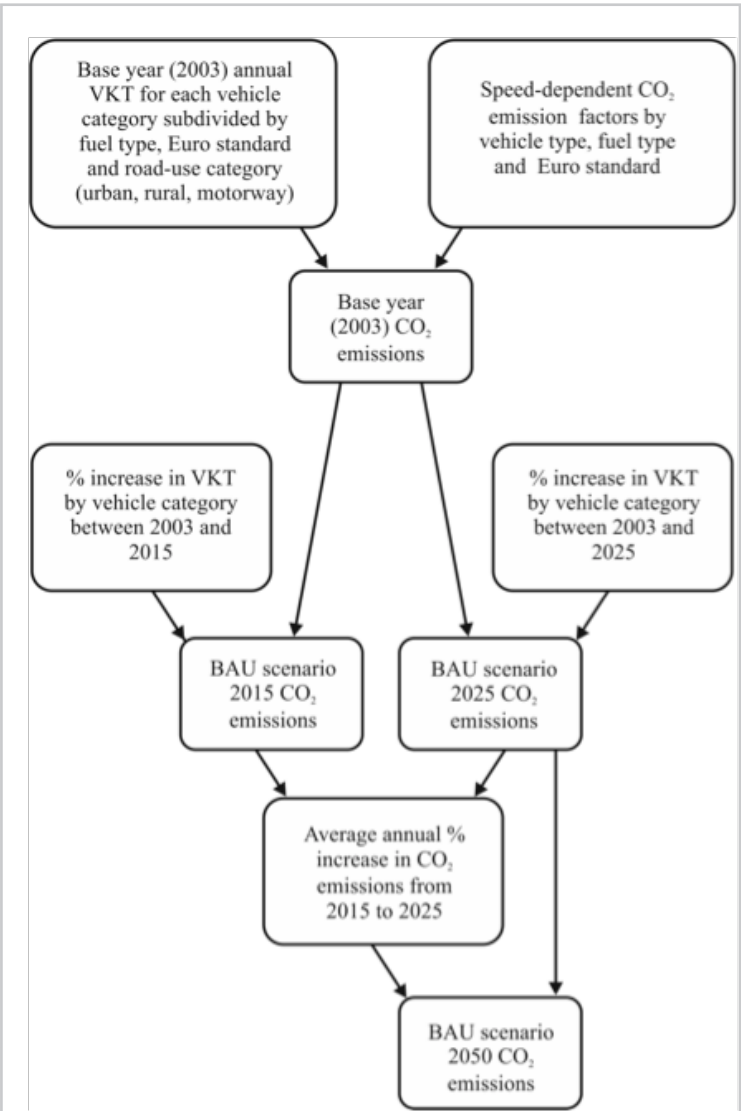 Base year (2003) annual
VKT for each vehicle
category subdivided by
fuel type, Euro standard
and road-use category
(urban, rural, motorway)
Speed-dependent CO₂
emission factors by
vehicle type, fuel type
and Euro standard
Base year
(2003) CO₂
emissions
% increase in VKT
by vehicle category
between 2003 and
2015
% increase in VKT
by vehicle category
between 2003 and
2025
BAU scenario
2015 CO₂
emissions
BAU scenario
2025 CO₂
emissions
Average annual %
increase in CO₂
emissions from
2015 to 2025
BAU scenario
2050 CO₂
emissions